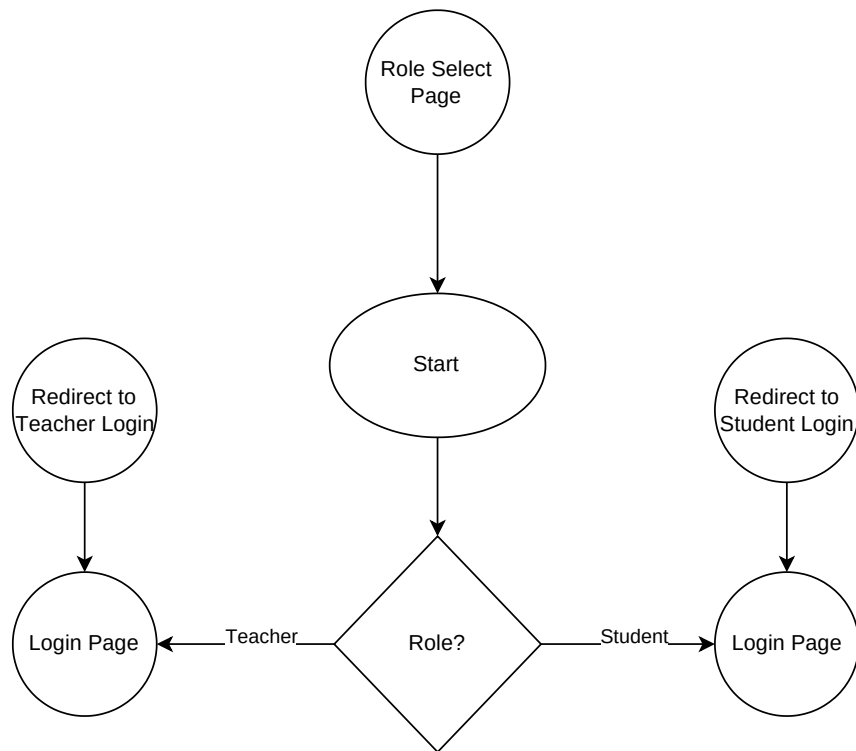 Role Select
Page
Start
Redirect to
Teacher Login
Redirect to
Student Login
Login Page
Teacher
Role?
Student
Login Page